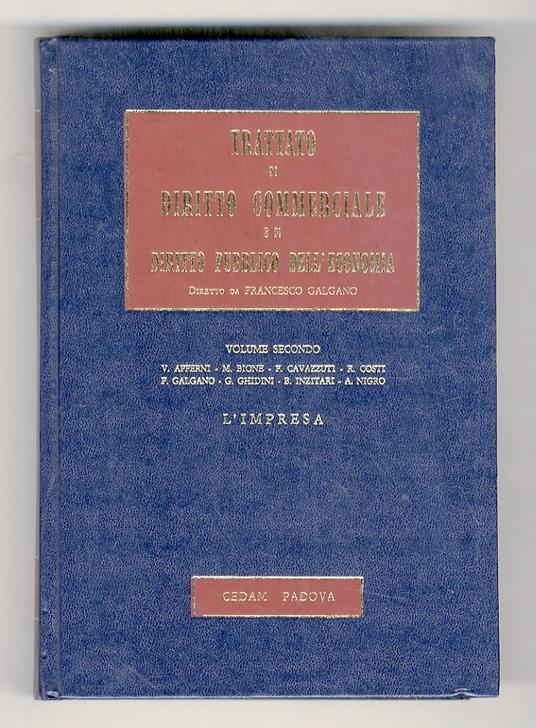 TRATTATO
DI
DIRITTO COMMERCIALE
E DI
DIRITTO PUBBLICO DELL'ECONOMIA
DIRETTO DA FRANCESCO GALGANO
VOLUME SECONDO
V. AFFERNI - M. BIONE - F. CAVAZZUTI - R. COSTI
F. GALGANO - G. GHIDINI - B. INZITARI - A. NIGRO
L'IMPRESA
CEDAM PADOVA